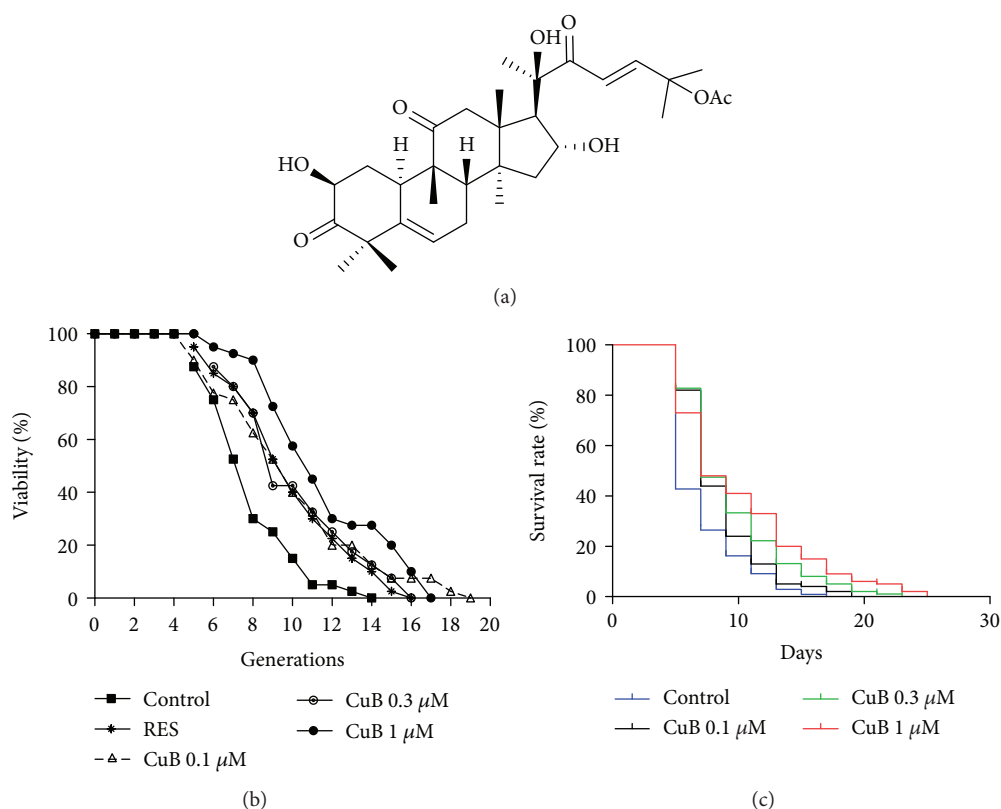 OH
O
O
H
H
OAc
OH
HO
O
(a)
100
80
60
40
20
0
Viability (%)
0 2 4 6 8 10 12 14 16 18 20
Generations
Control
RES
CuB 0.1 μM
CuB 0.3 μM
CuB 1 μM
(b)
100
80
60
40
20
0
Survival rate (%)
0 10 20 30
Days
Control
CuB 0.1 μM
CuB 0.3 μM
CuB 1 μM
(c)